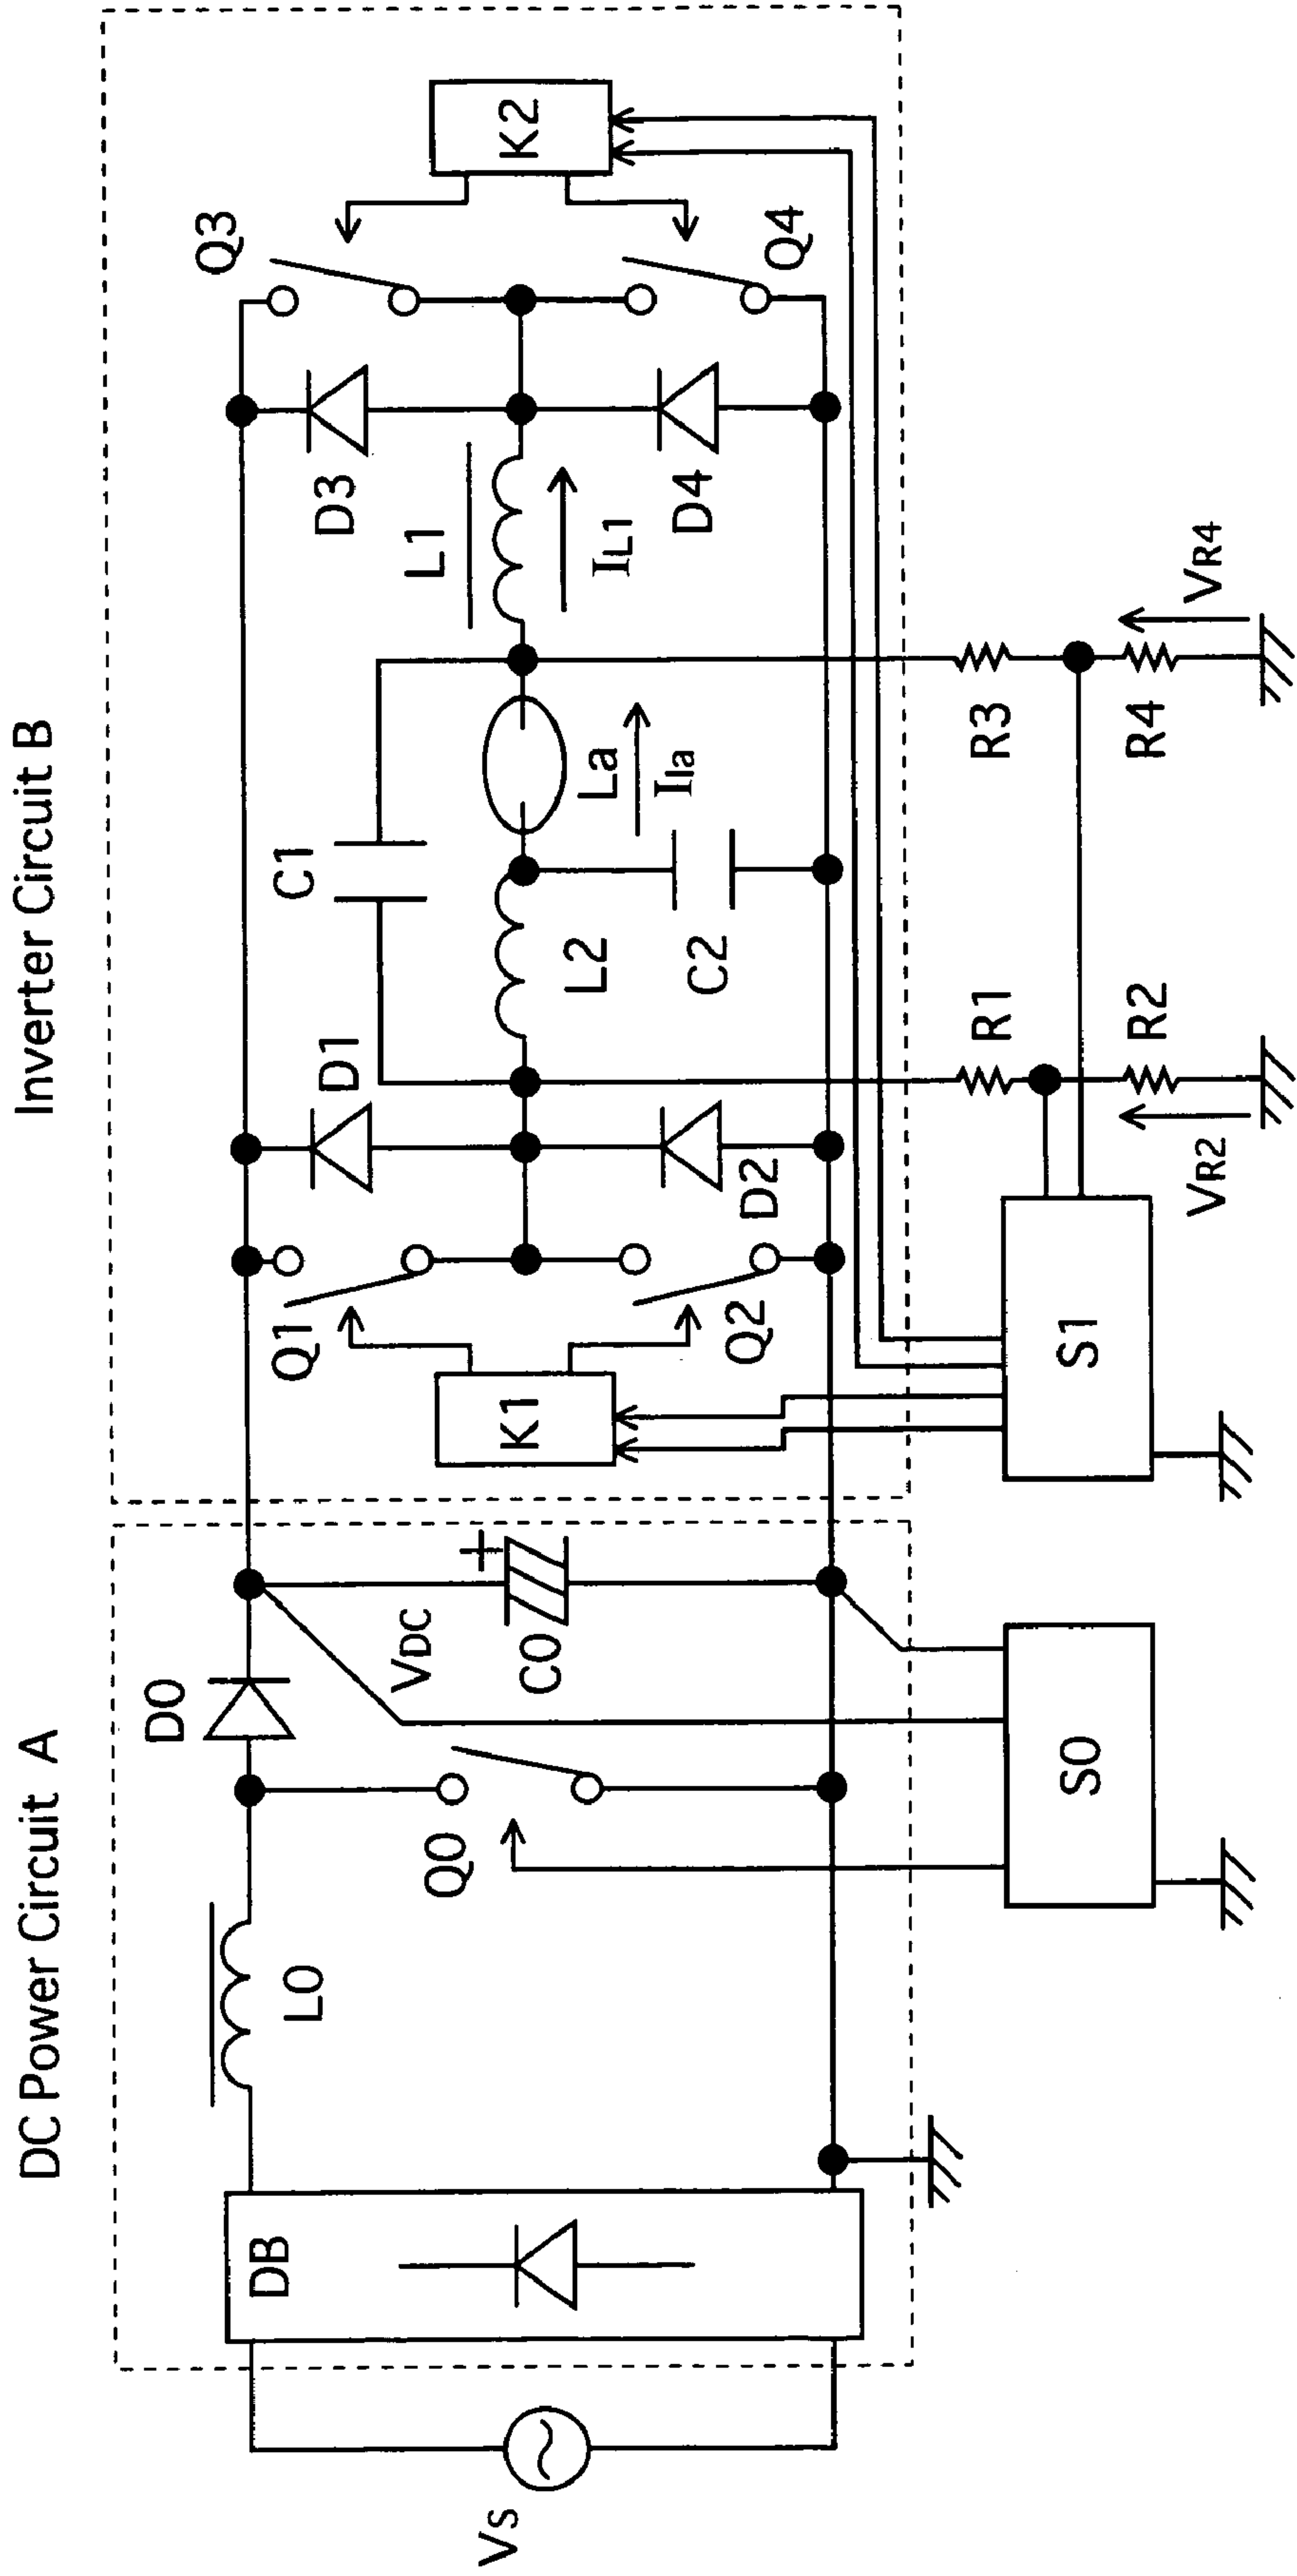 DC Power Circuit A
Inverter Circuit B
Vs
DB
L0
D0
Q0
VDC
C0
+
S0
Q1
Q2
K1
D1
D2
C1
L2
C2
La
Ila
L1
IL1
D3
D4
Q3
Q4
K2
S1
R1
R2
VR2
R3
R4
VR4